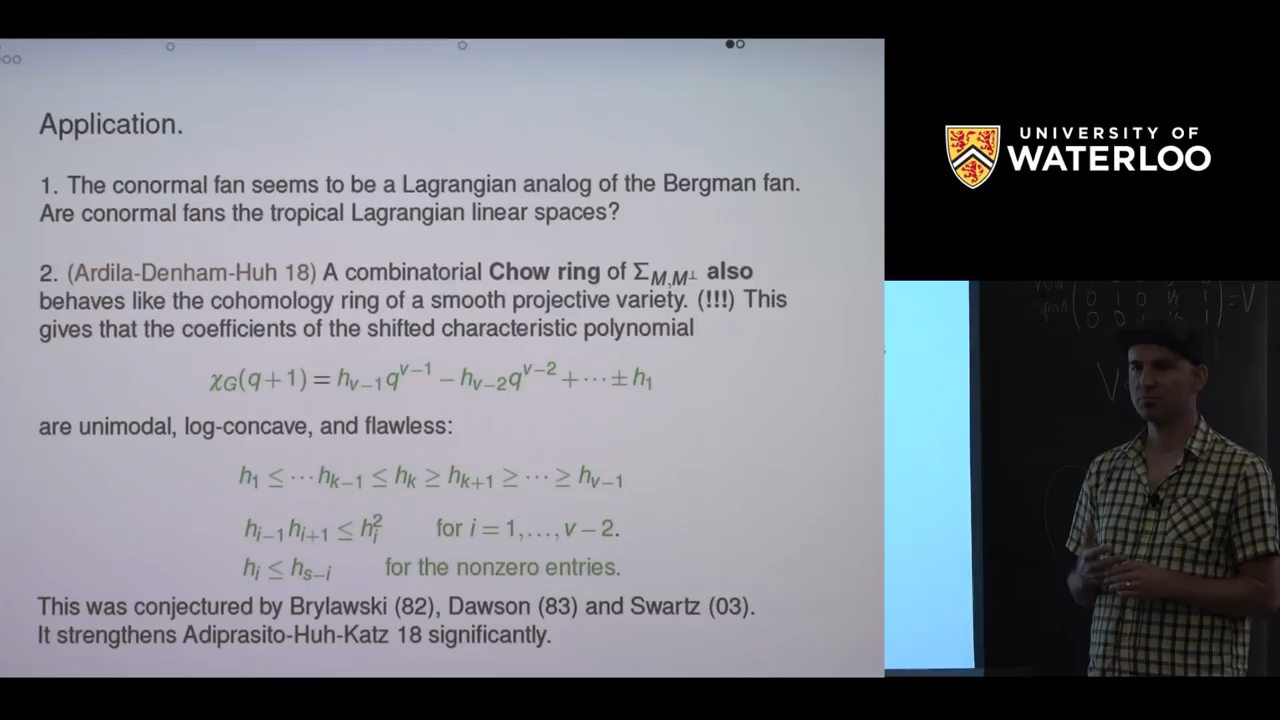 Application.
1. The conormal fan seems to be a Lagrangian analog of the Bergman fan.
Are conormal fans the tropical Lagrangian linear spaces?
2. (Ardila-Denham-Huh 18) A combinatorial Chow ring of Σ_{M,M^⊥} also
behaves like the cohomology ring of a smooth projective variety. (!!!) This
gives that the coefficients of the shifted characteristic polynomial
χ_G(q+1) = h_{v−1}q^{v−1} − h_{v−2}q^{v−2} + ⋯ ± h_1
are unimodal, log-concave, and flawless:
h_1 ≤ ⋯ h_{k−1} ≤ h_k ≥ h_{k+1} ≥ ⋯ ≥ h_{v−1}
h_{i−1}h_{i+1} ≤ h_i^2 for i = 1,…,v−2.
h_i ≤ h_{s−i} for the nonzero entries.
This was conjectured by Brylawski (82), Dawson (83) and Swartz (03).
It strengthens Adiprasito-Huh-Katz 18 significantly.
UNIVERSITY OF
WATERLOO